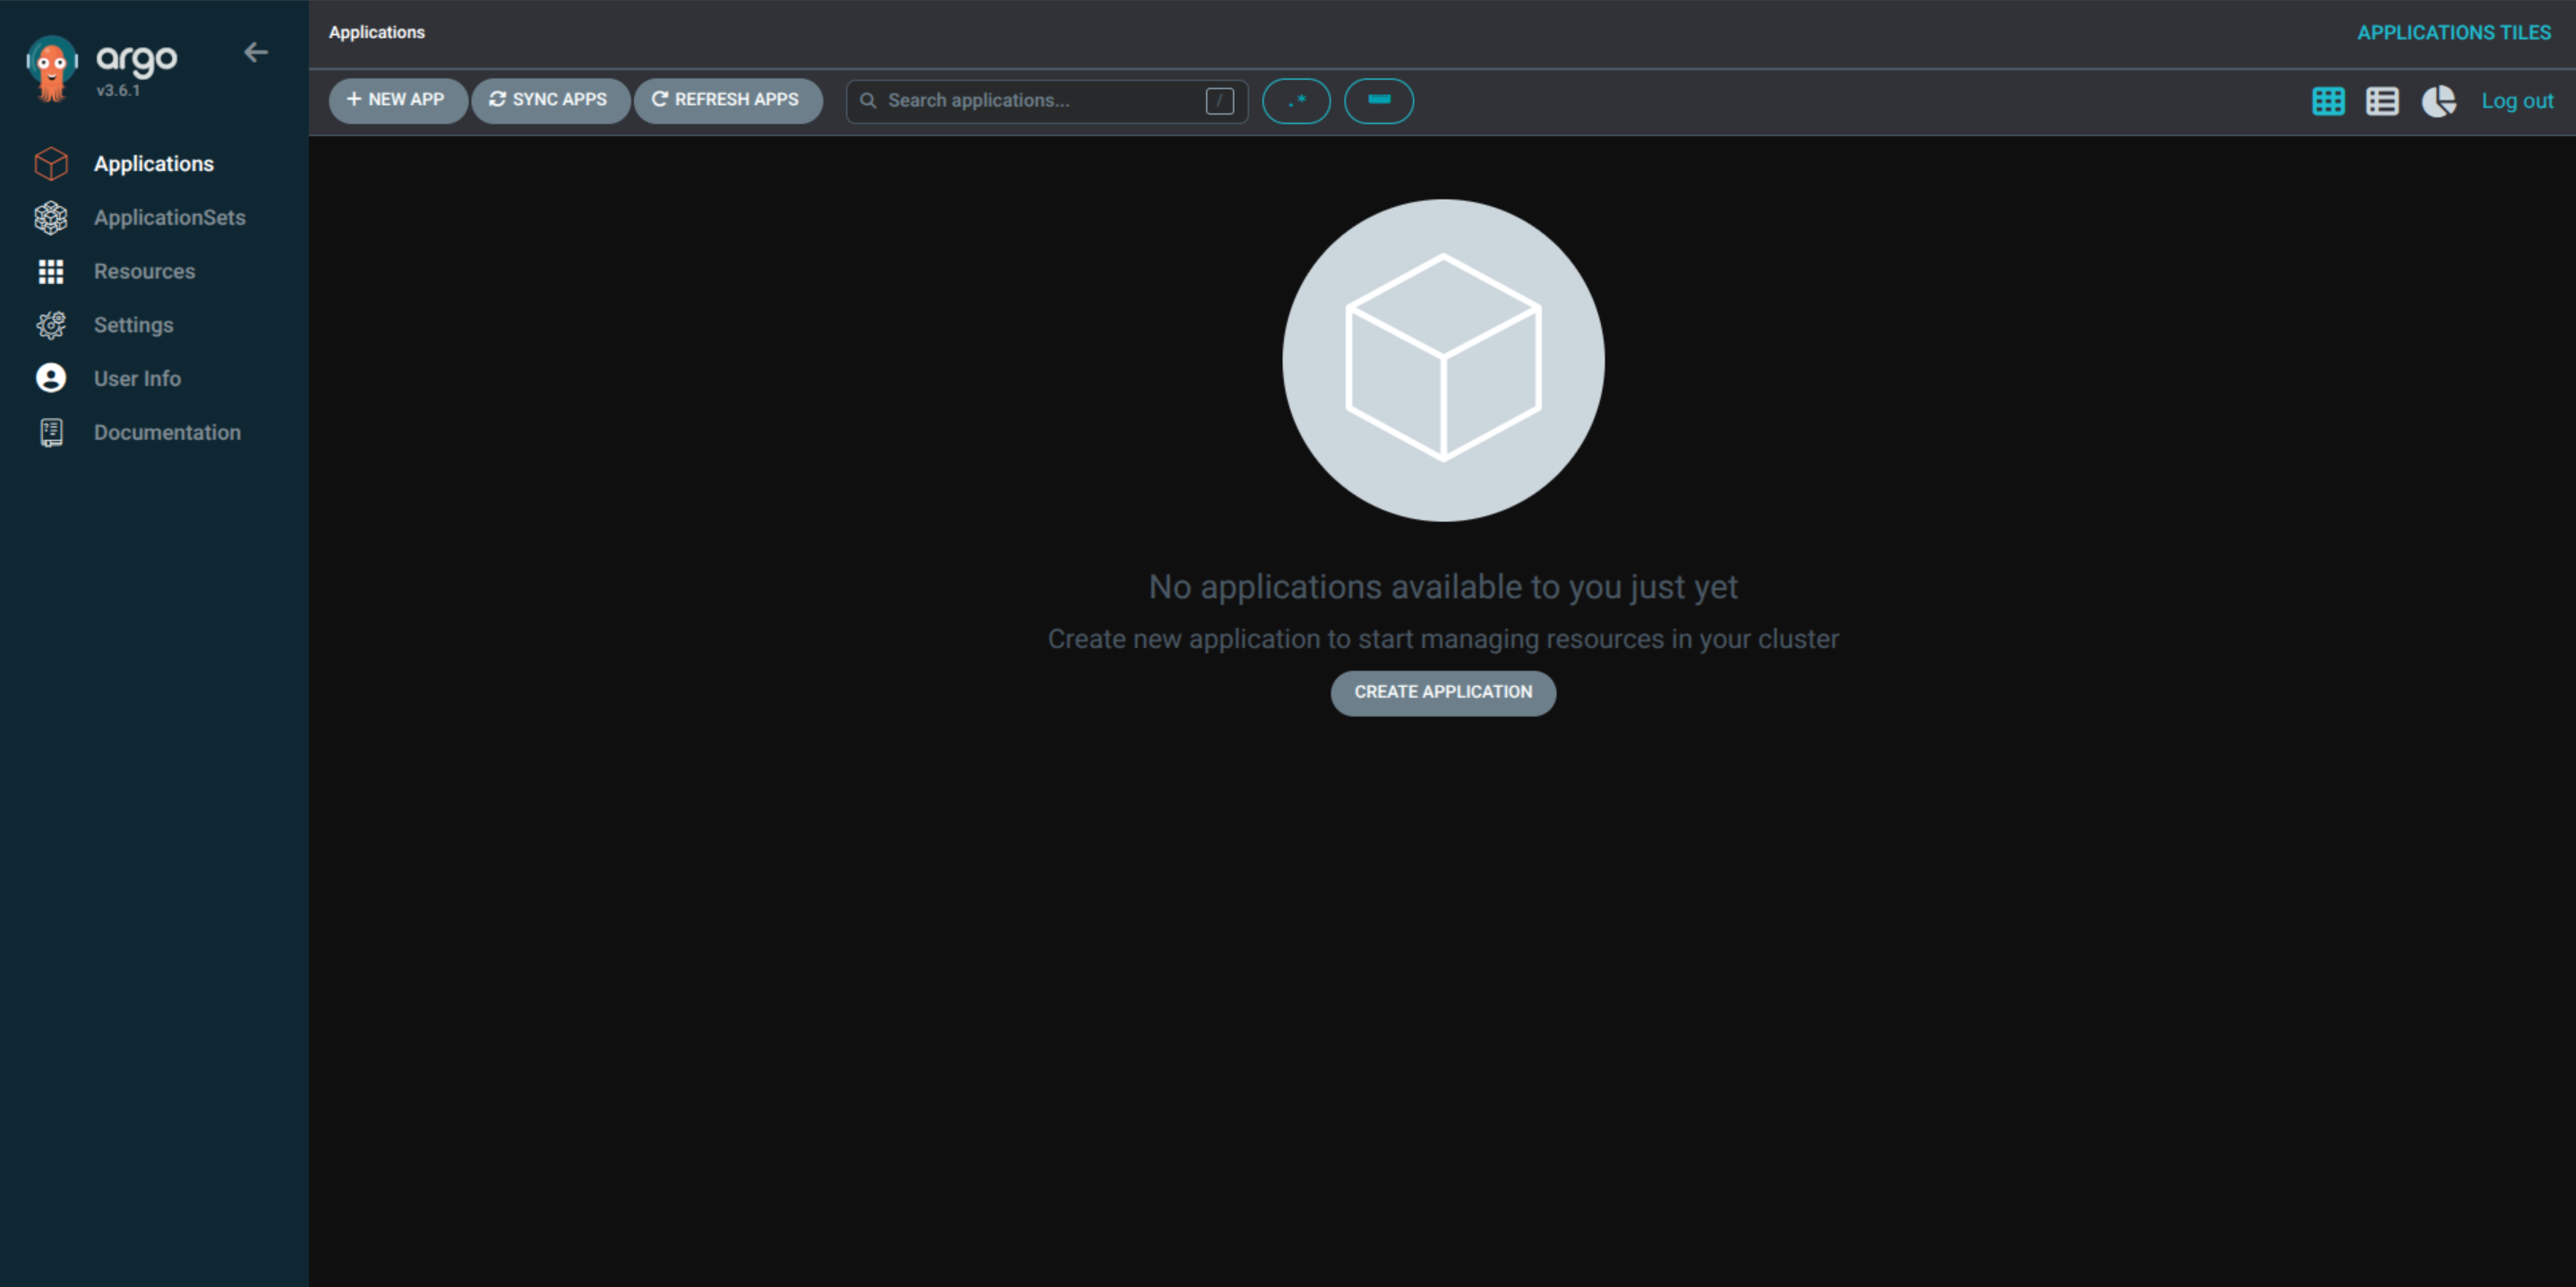 argo
v3.6.1
Applications
ApplicationSets
Resources
Settings
User Info
Documentation
Applications
APPLICATIONS TILES
+ NEW APP
SYNC APPS
REFRESH APPS
Search applications...
/
.*
Log out
No applications available to you just yet
Create new application to start managing resources in your cluster
CREATE APPLICATION